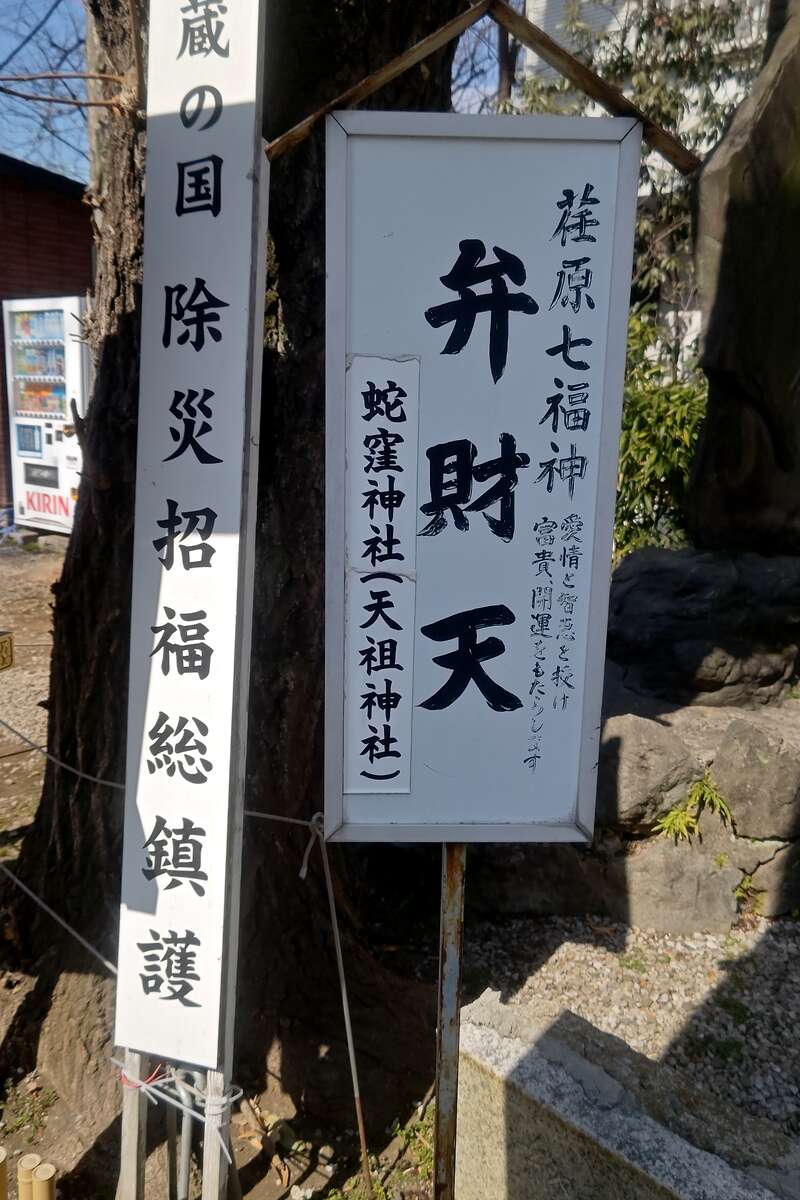 荏原七福神
愛情と智恵を授け
富貴、開運をもたらします
弁財天
蛇窪神社(天祖神社)
蔵の国 除災招福総鎮護
KIRIN